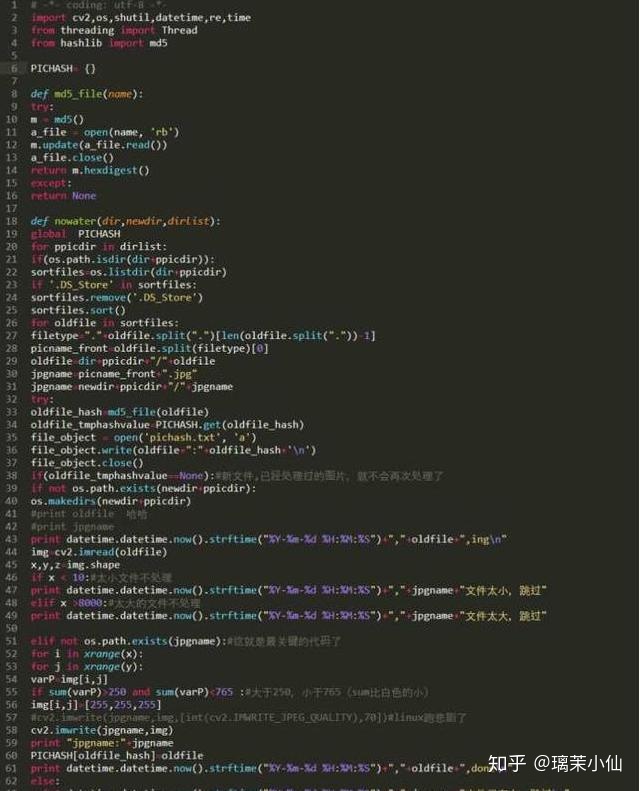 1 # -*- coding: utf-8 -*-
2 import cv2,os,shutil,datetime,re,time
3 from threading import Thread
4 from hashlib import md5
5
6 PICHASH= {}
7
8 def md5_file(name):
9 try:
10 m = md5()
11 a_file = open(name, 'rb')
12 m.update(a_file.read())
13 a_file.close()
14 return m.hexdigest()
15 except:
16 return None
17
18 def nowater(dir,newdir,dirlist):
19 global  PICHASH
20 for ppicdir in dirlist:
21 if(os.path.isdir(dir+ppicdir)):
22 sortfiles=os.listdir(dir+ppicdir)
23 if '.DS_Store' in sortfiles:
24 sortfiles.remove('.DS_Store')
25 sortfiles.sort()
26 for oldfile in sortfiles:
27 filetype="."+oldfile.split(".")[len(oldfile.split("."))-1]
28 picname_front=oldfile.split(filetype)[0]
29 oldfile=dir+ppicdir+"/"+oldfile
30 jpgname=picname_front+".jpg"
31 jpgname=newdir+ppicdir+"/"+jpgname
32 try:
33 oldfile_hash=md5_file(oldfile)
34 oldfile_tmphashvalue=PICHASH.get(oldfile_hash)
35 file_object = open('pichash.txt', 'a')
36 file_object.write(oldfile+":"+oldfile_hash+'\n')
37 file_object.close()
38 if(oldfile_tmphashvalue==None):#新文件,已经处理过的图片, 就不会再次处理了
39 if not os.path.exists(newdir+ppicdir):
40 os.makedirs(newdir+ppicdir)
41 #print oldfile  哈哈
42 #print jpgname
43 print datetime.datetime.now().strftime("%Y-%m-%d %H:%M:%S")+","+oldfile+",ing\n"
44 img=cv2.imread(oldfile)
45 x,y,z=img.shape
46 if x < 10:#太小文件不处理
47 print datetime.datetime.now().strftime("%Y-%m-%d %H:%M:%S")+","+jpgname+"文件太小, 跳过"
48 elif x >8000:#太大的文件不处理
49 print datetime.datetime.now().strftime("%Y-%m-%d %H:%M:%S")+","+jpgname+"文件太大, 跳过"
50
51 elif not os.path.exists(jpgname):#这就是最关键的代码了
52 for i in xrange(x):
53 for j in xrange(y):
54 varP=img[i,j]
55 if sum(varP)>250 and sum(varP)<765 :#大于250, 小于765 (sum比白色的小)
56 img[i,j]=[255,255,255]
57 #cv2.imwrite(jpgname,img,[int(cv2.IMWRITE_JPEG_QUALITY),70])#linux跑悲剧了
58 cv2.imwrite(jpgname,img)
59 print "jpgname:"+jpgname
60 PICHASH[oldfile_hash]=oldfile
61 print datetime.datetime.now().strftime("%Y-%m-%d %H:%M:%S")+","+oldfile+",don
62 else:
知乎 @璃茉小仙